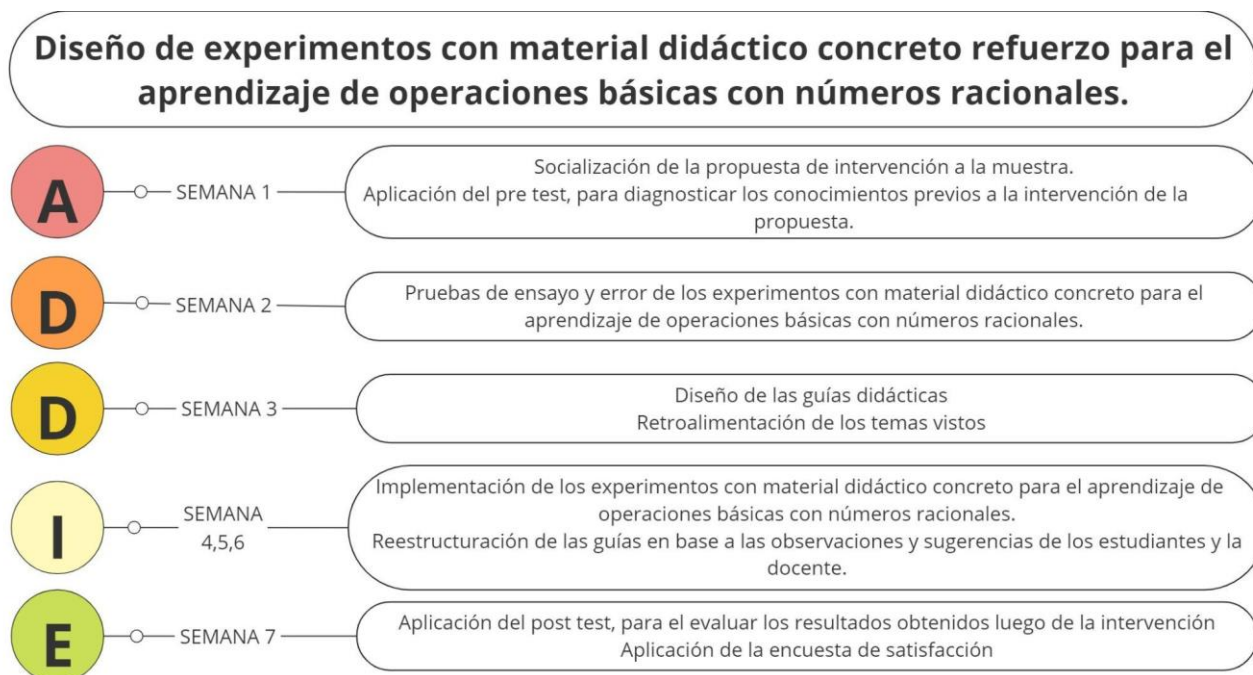 Diseño de experimentos con material didáctico concreto refuerzo para el
aprendizaje de operaciones básicas con números racionales.
A
SEMANA 1
Socialización de la propuesta de intervención a la muestra.
Aplicación del pre test, para diagnosticar los conocimientos previos a la intervención de la
propuesta.
D
SEMANA 2
Pruebas de ensayo y error de los experimentos con material didáctico concreto para el
aprendizaje de operaciones básicas con números racionales.
D
SEMANA 3
Diseño de las guías didácticas
Retroalimentación de los temas vistos
I
SEMANA
4,5,6
Implementación de los experimentos con material didáctico concreto para el aprendizaje de
operaciones básicas con números racionales.
Reestructuración de las guías en base a las observaciones y sugerencias de los estudiantes y la
docente.
E
SEMANA 7
Aplicación del post test, para el evaluar los resultados obtenidos luego de la intervención
Aplicación de la encuesta de satisfacción